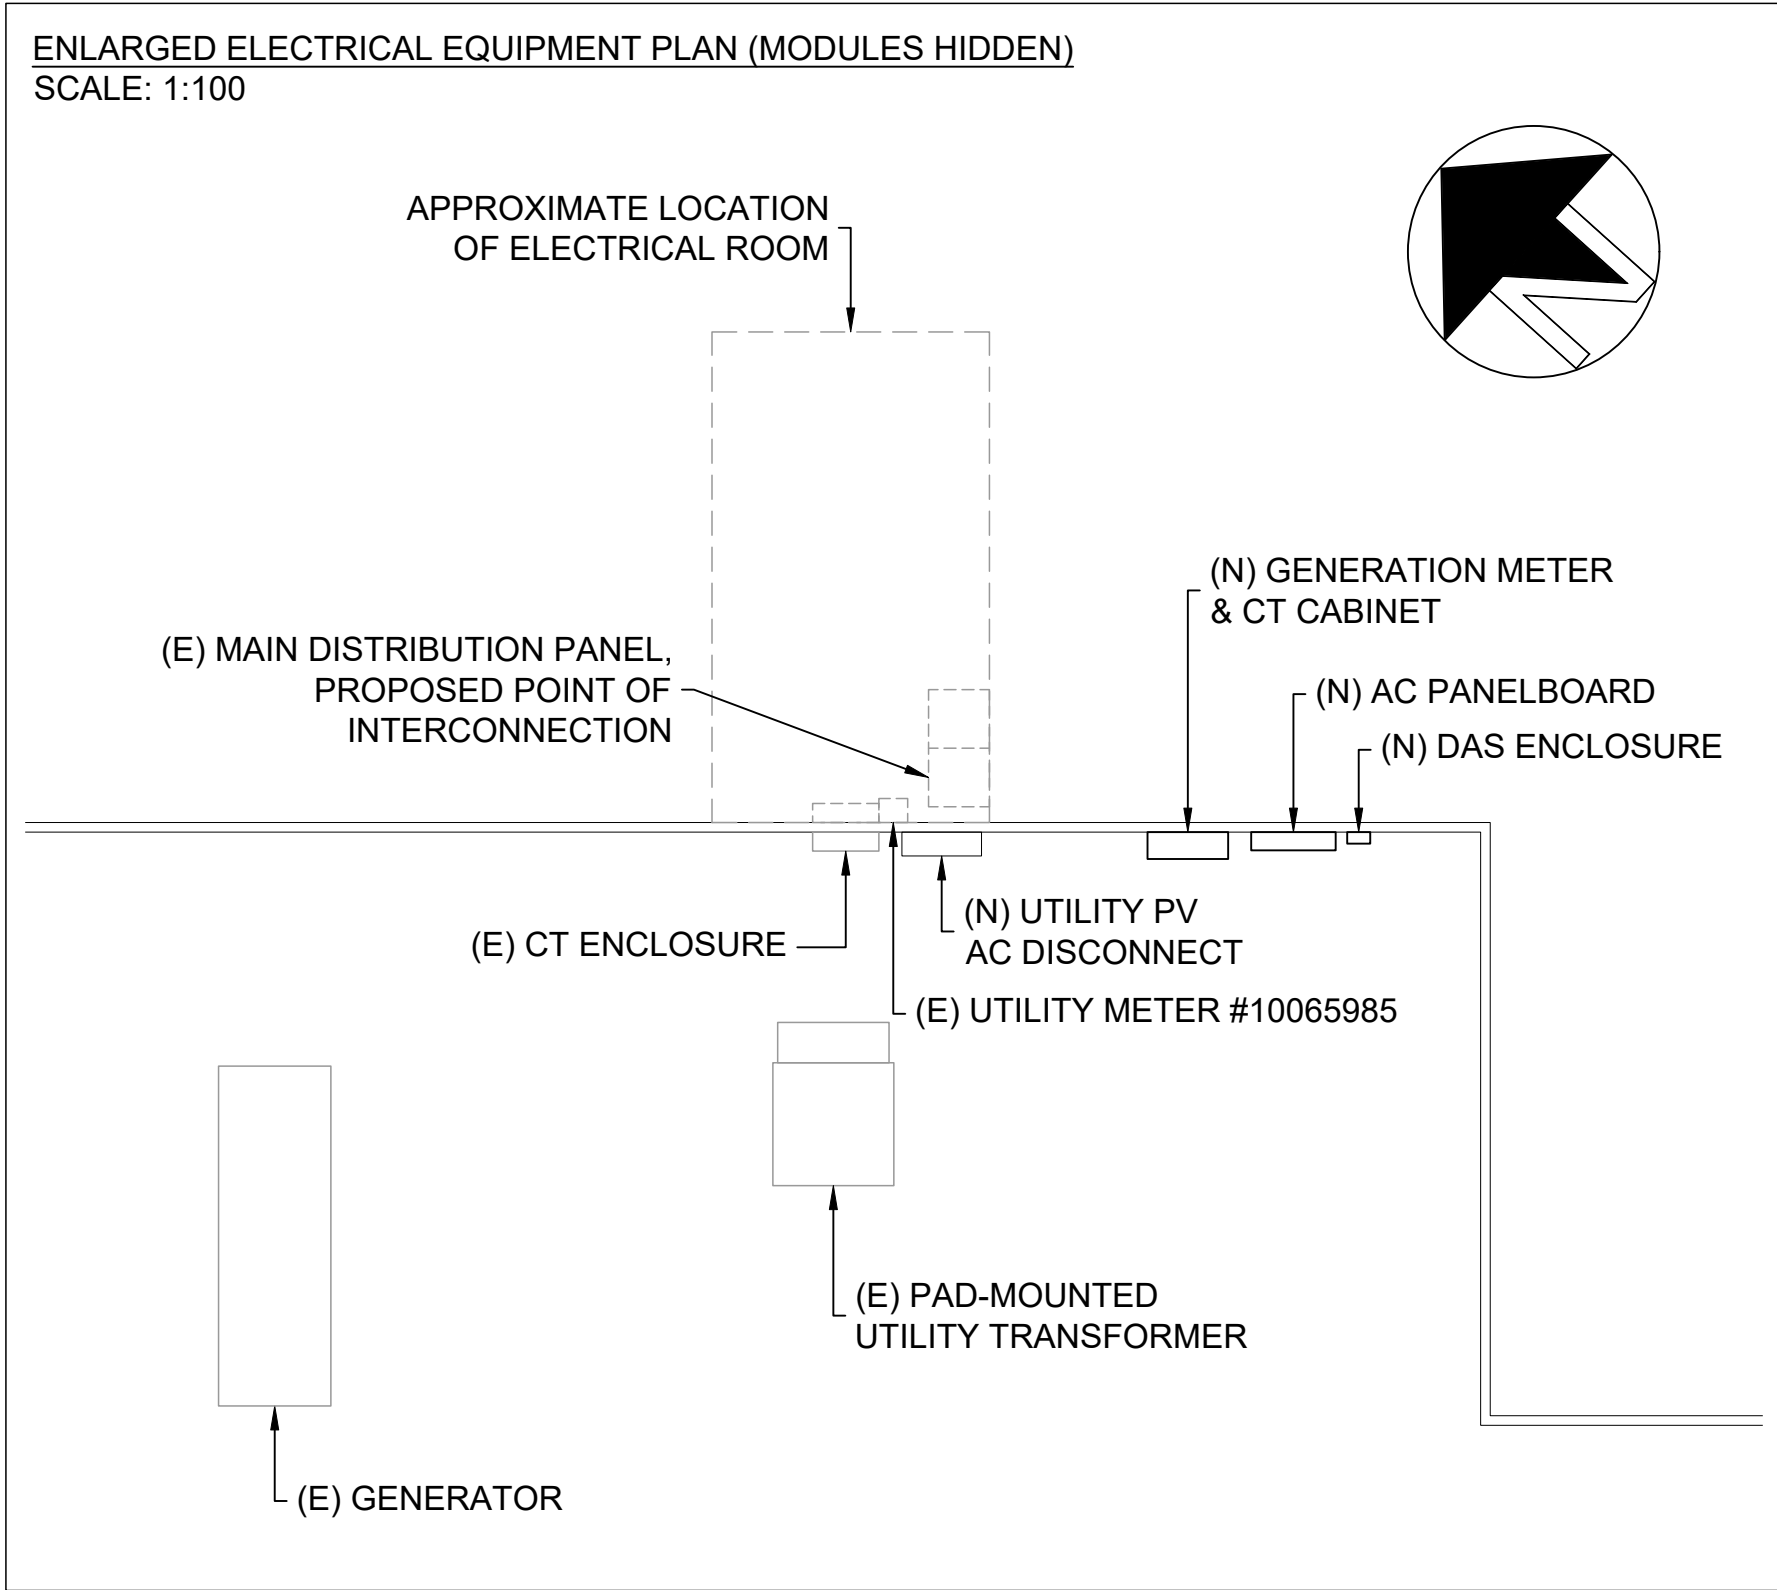 ENLARGED ELECTRICAL EQUIPMENT PLAN (MODULES HIDDEN)
SCALE: 1:100
APPROXIMATE LOCATION
OF ELECTRICAL ROOM
(N) GENERATION METER
& CT CABINET
(E) MAIN DISTRIBUTION PANEL,
PROPOSED POINT OF
INTERCONNECTION
(N) AC PANELBOARD
(N) DAS ENCLOSURE
(E) CT ENCLOSURE
(N) UTILITY PV
AC DISCONNECT
(E) UTILITY METER #10065985
(E) PAD-MOUNTED
UTILITY TRANSFORMER
(E) GENERATOR